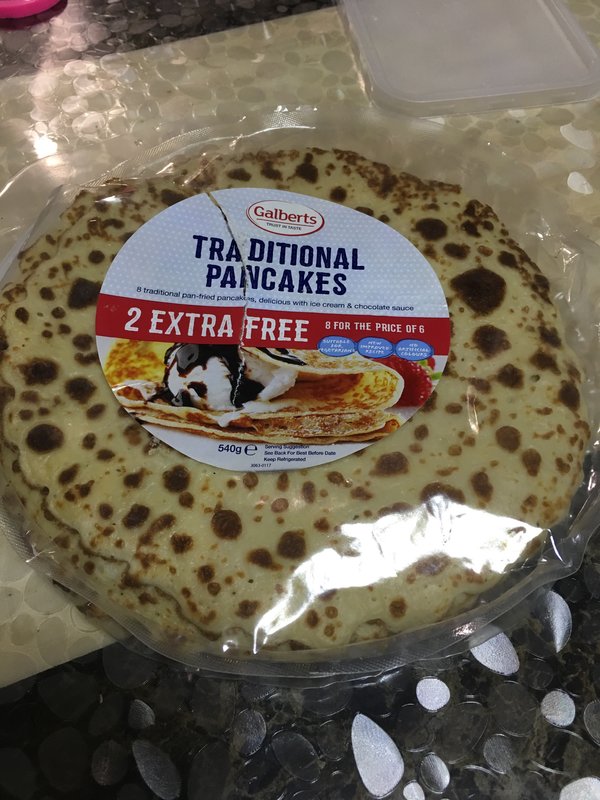 Galberts
TRUST IN TASTE
TRADITIONAL
PANCAKES
8 traditional pan-fried pancakes, delicious with ice cream & chocolate sauce
2 EXTRA FREE
8 FOR THE PRICE OF 6
SUITABLE
FOR
VEGETARIANS
NEW
IMPROVED
RECIPE
NO
ARTIFICIAL
COLOURS
540g e
Serving Suggestion
See Back For Best Before Date
Keep Refrigerated
3063-0117